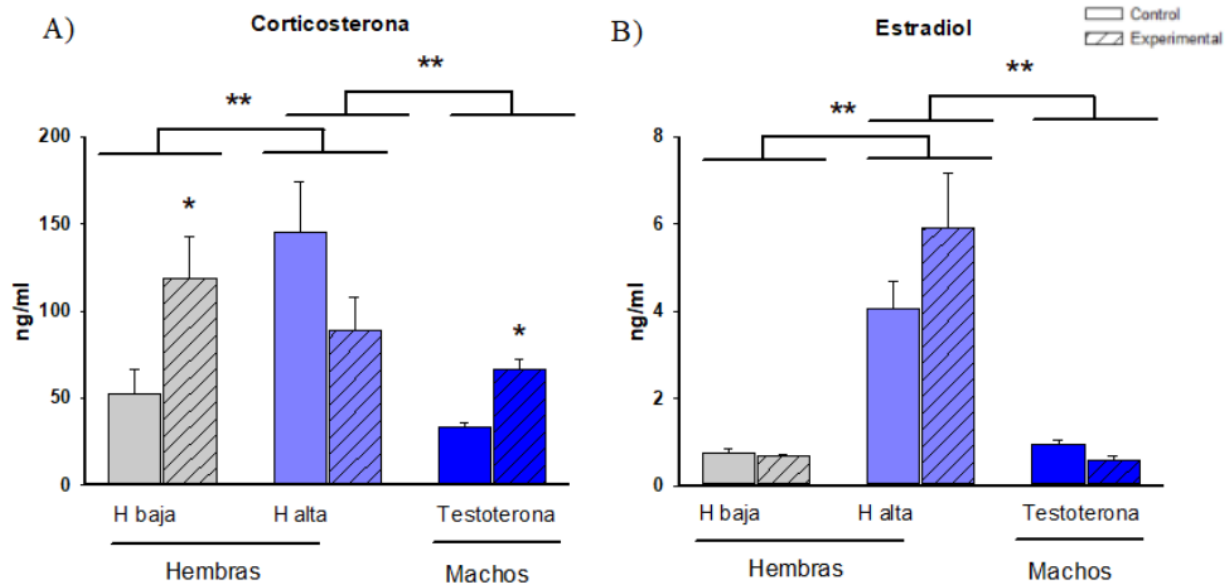 A)
Corticosterona
**
**
200
150
100
50
0
ng/ml
*
*
H baja
H alta
Testoterona
Hembras
Machos
B)
Estradiol
Control
Experimental
**
**
8
6
4
2
0
ng/ml
H baja
H alta
Testoterona
Hembras
Machos